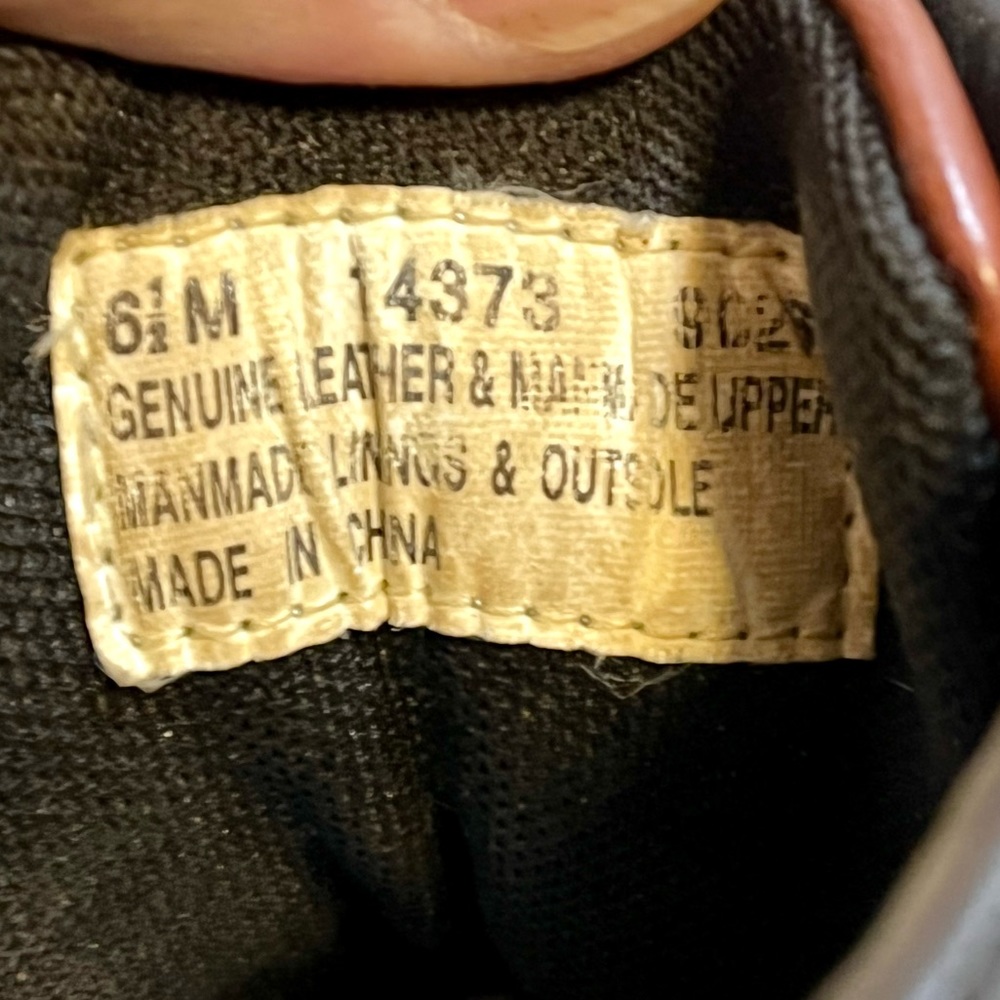 6½ M 14373
GENUINE LEATHER & MANMADE UPPER
MANMADE LININGS & OUTSOLE
MADE IN CHINA